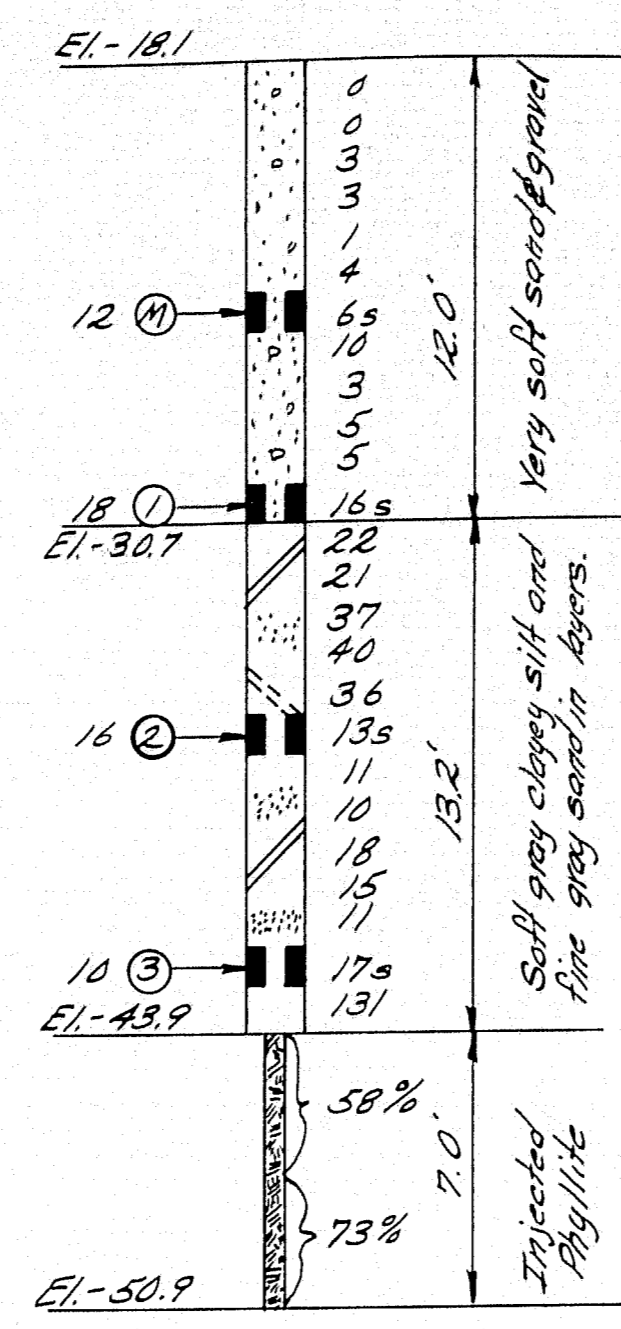 El.-18.1
0
0
3
3
1
4
12 M 6s
10
3
5
5
18 1 16s
12.0'
Very soft sand & gravel
El.-30.7
22
21
37
40
36
16 2 13s
11
10
18
15
11
10 3 17s
131
13.2'
Soft gray clayey silt and
fine gray sand in layers.
El.-43.9
58%
73%
7.0'
Injected
Phyllite
El.-50.9